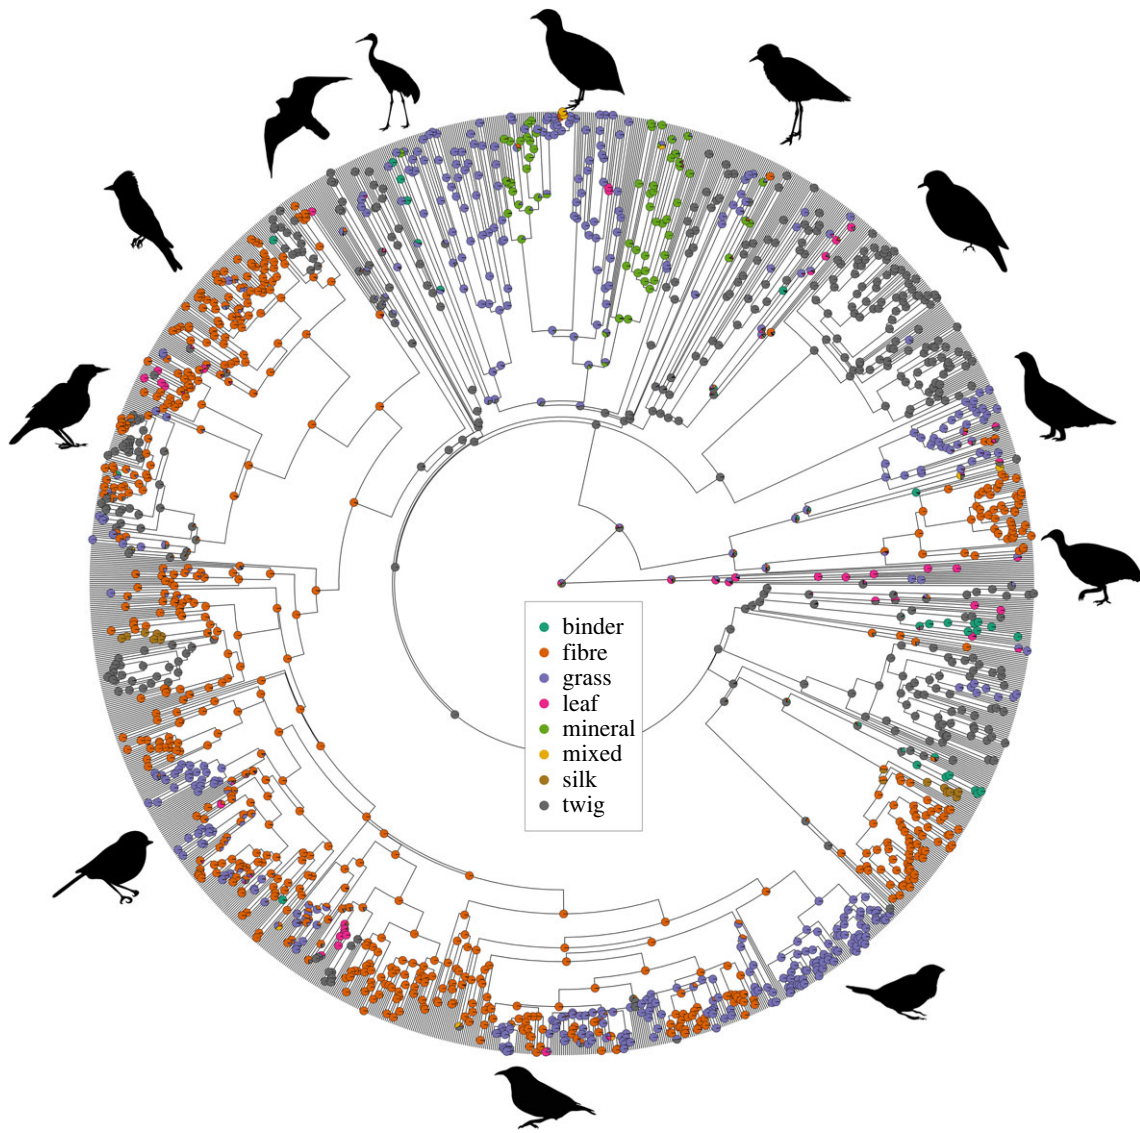 binder
fibre
grass
leaf
mineral
mixed
silk
twig